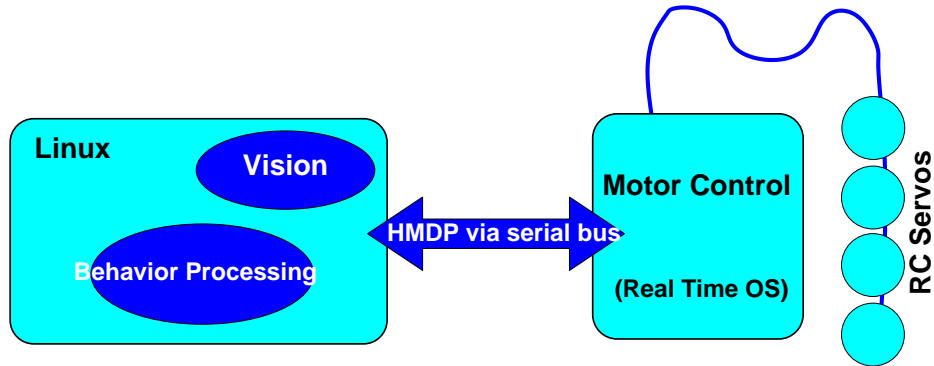 Linux
Vision
Behavior Processing
HMDP via serial bus
Motor Control
(Real Time OS)
RC Servos